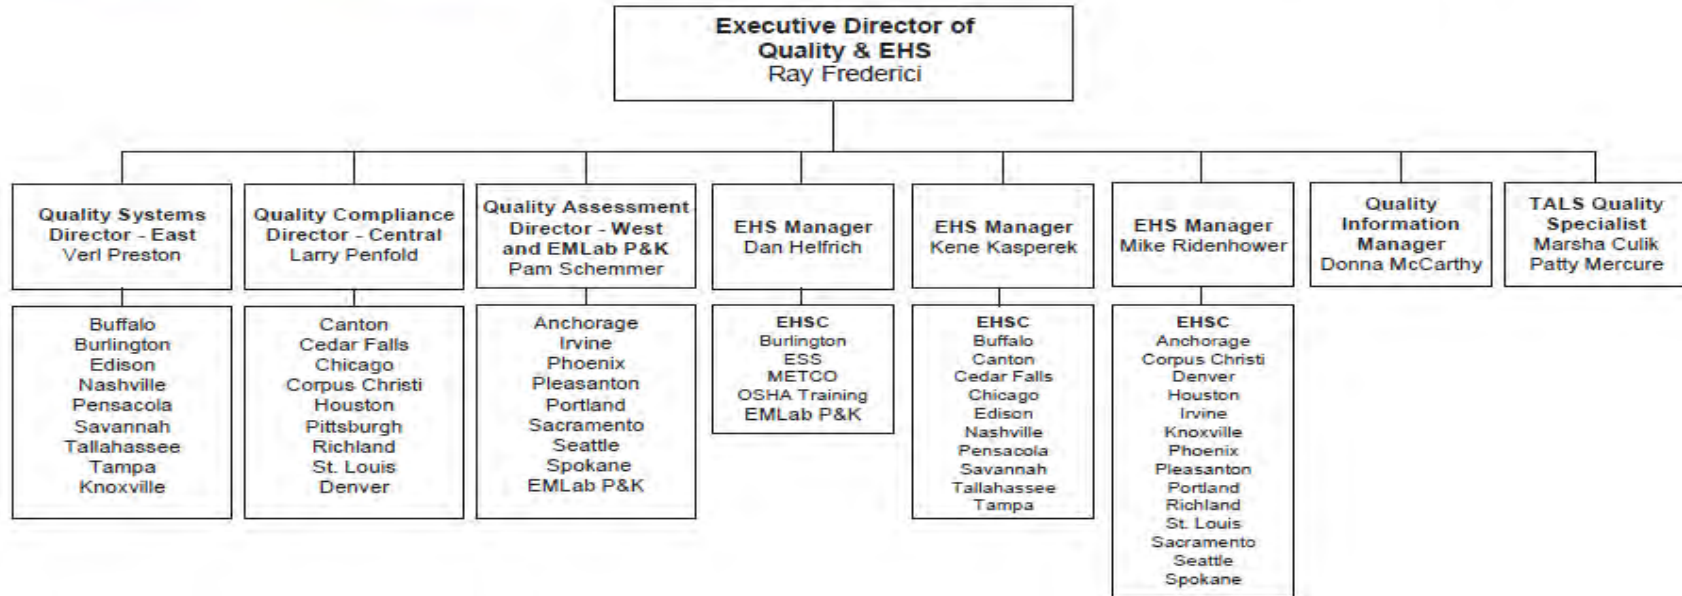 Executive Director of
Quality & EHS
Ray Frederici
Quality Systems
Director - East
Verl Preston
Quality Compliance
Director - Central
Larry Penfold
Quality Assessment
Director - West
and EMLab P&K
Pam Schemmer
EHS Manager
Dan Helfrich
EHS Manager
Kene Kasperek
EHS Manager
Mike Ridenhower
Quality
Information
Manager
Donna McCarthy
TALS Quality
Specialist
Marsha Culik
Patty Mercure
Buffalo
Burlington
Edison
Nashville
Pensacola
Savannah
Tallahassee
Tampa
Knoxville
Canton
Cedar Falls
Chicago
Corpus Christi
Houston
Pittsburgh
Richland
St. Louis
Denver
Anchorage
Irvine
Phoenix
Pleasanton
Portland
Sacramento
Seattle
Spokane
EMLab P&K
EHSC
Burlington
ESS
METCO
OSHA Training
EMLab P&K
EHSC
Buffalo
Canton
Cedar Falls
Chicago
Edison
Nashville
Pensacola
Savannah
Tallahassee
Tampa
EHSC
Anchorage
Corpus Christi
Denver
Houston
Irvine
Knoxville
Phoenix
Pleasanton
Portland
Richland
St. Louis
Sacramento
Seattle
Spokane